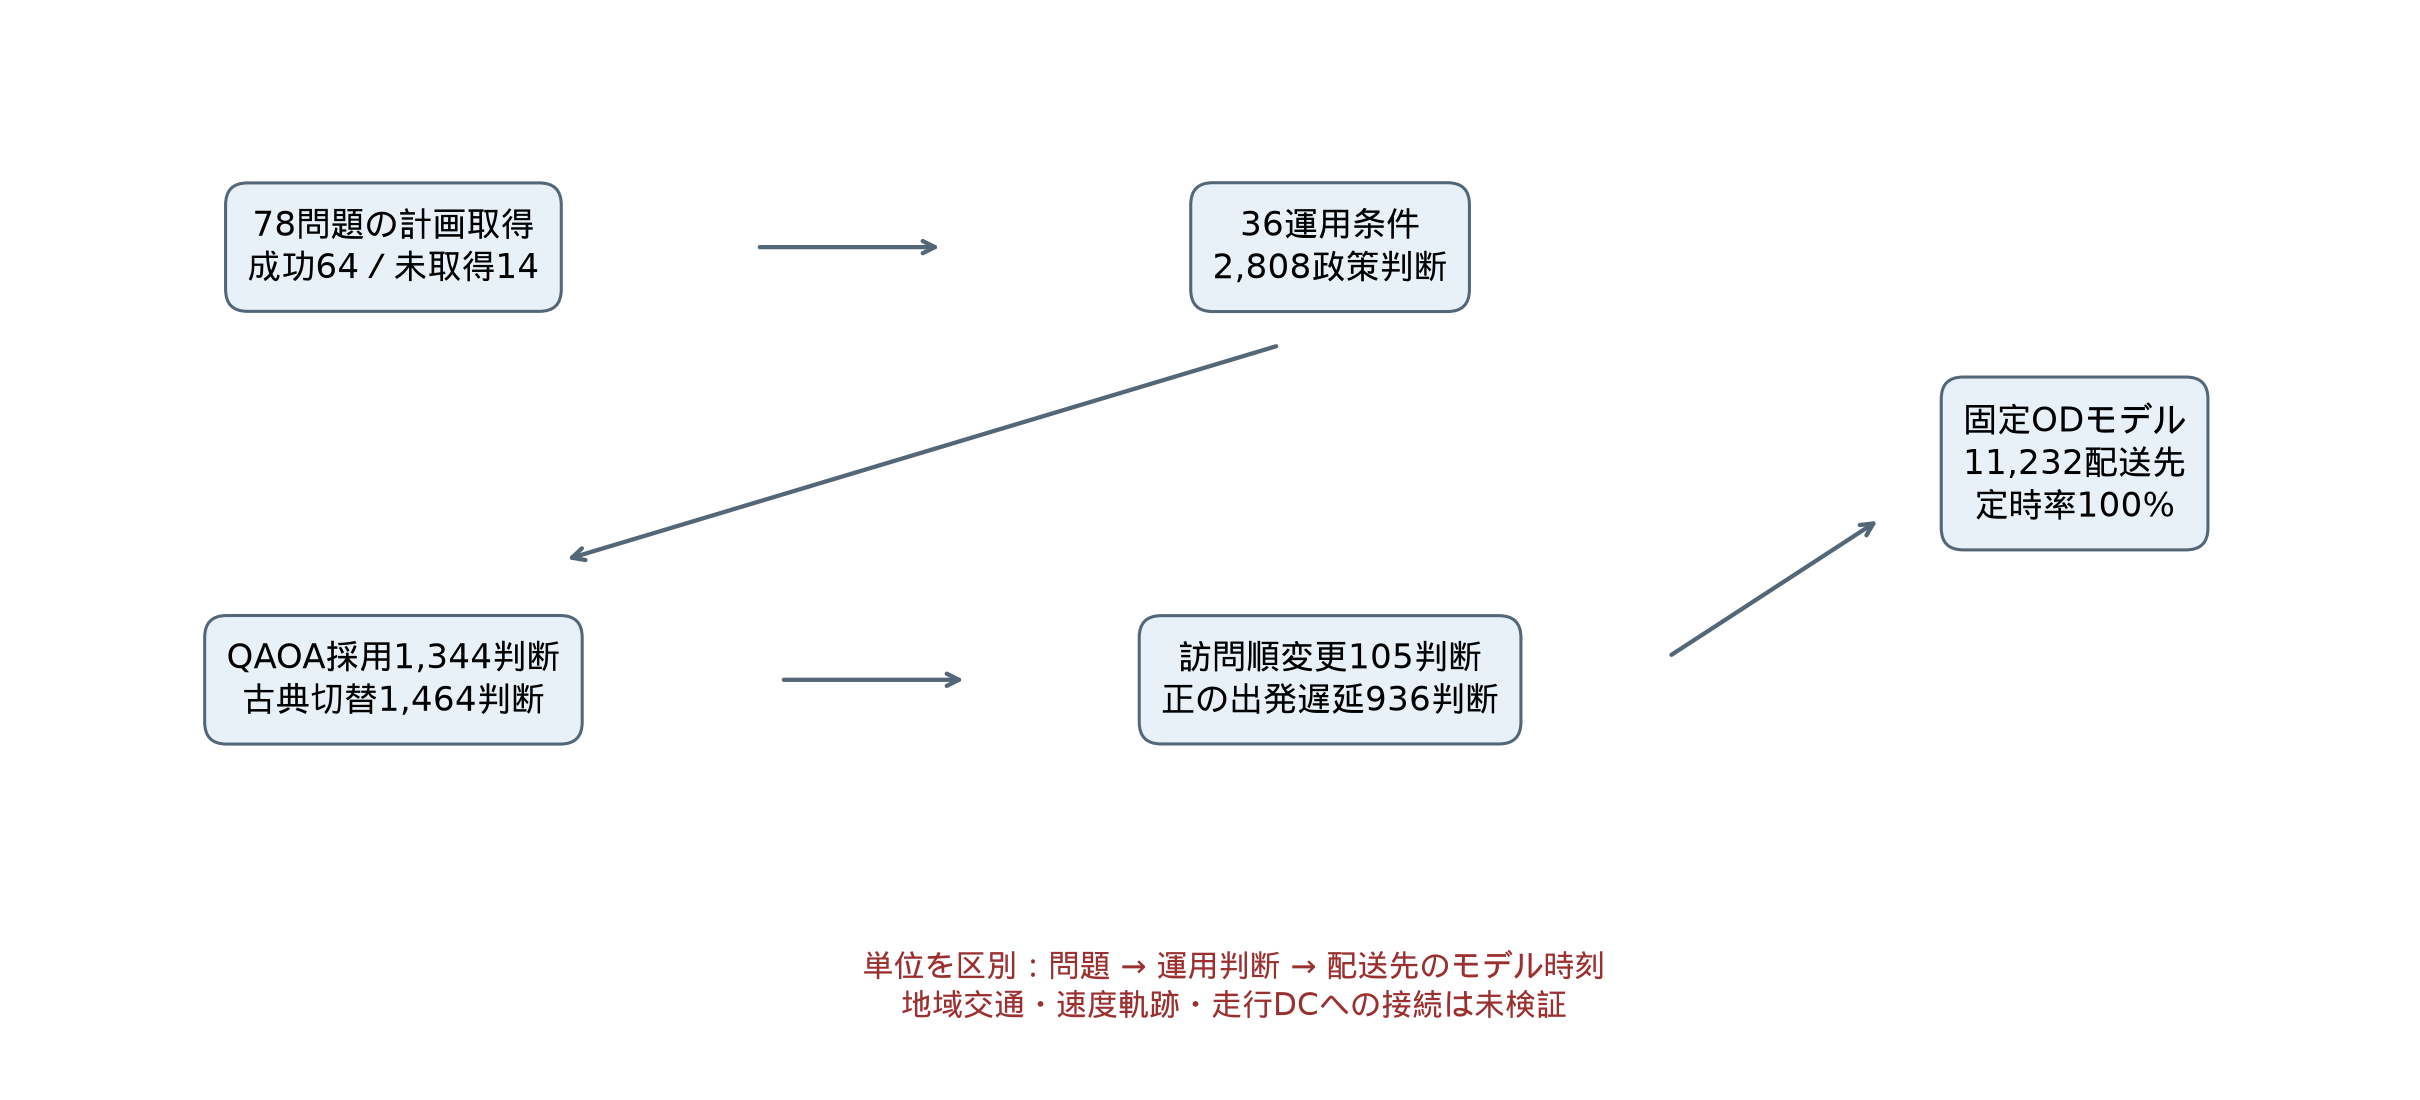 78問題の計画取得
成功64 / 未取得14
36運用条件
2,808政策判断
QAOA採用1,344判断
古典切替1,464判断
訪問順変更105判断
正の出発遅延936判断
固定ODモデル
11,232配送先
定時率100%
単位を区別：問題 → 運用判断 → 配送先のモデル時刻
地域交通・速度軌跡・走行DCへの接続は未検証